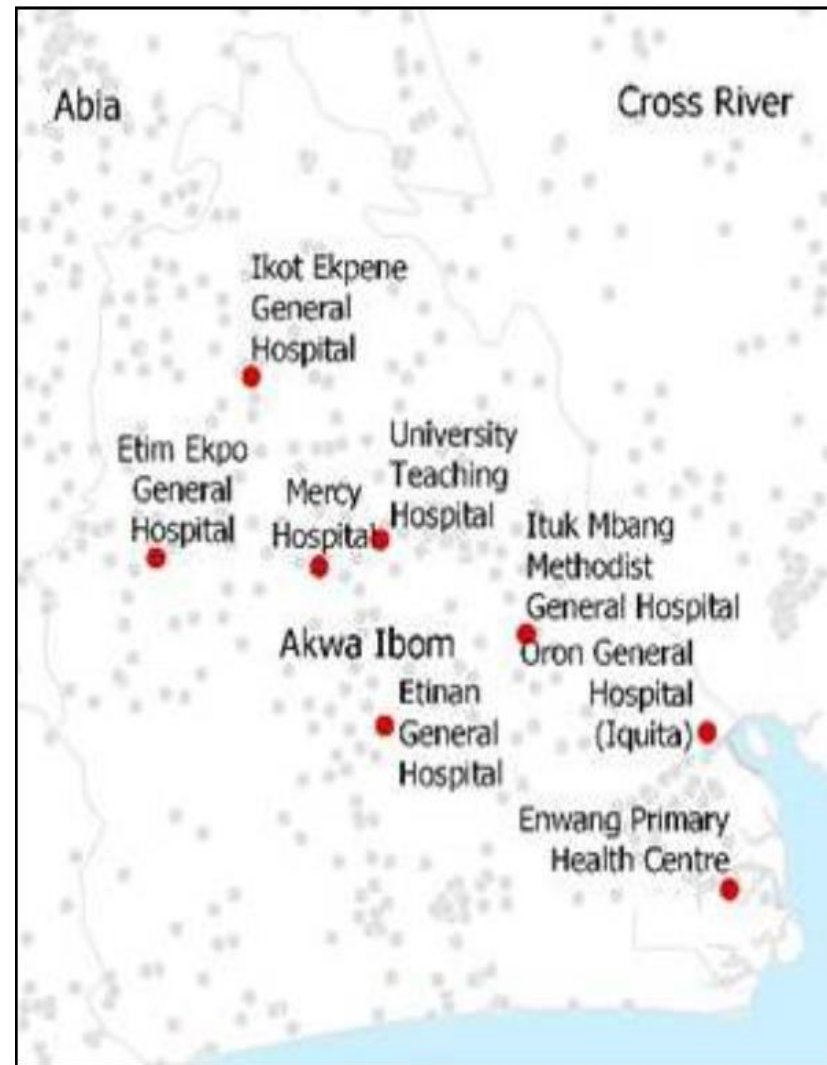 Abia
Cross River
Ikot Ekpene
General
Hospital
Etim Ekpo
General
Hospital
Mercy
Hospital
University
Teaching
Hospital
Ituk Mbang
Methodist
General Hospital
Akwa Ibom
Oron General
Hospital
(Iquita)
Etinan
General
Hospital
Enwang Primary
Health Centre